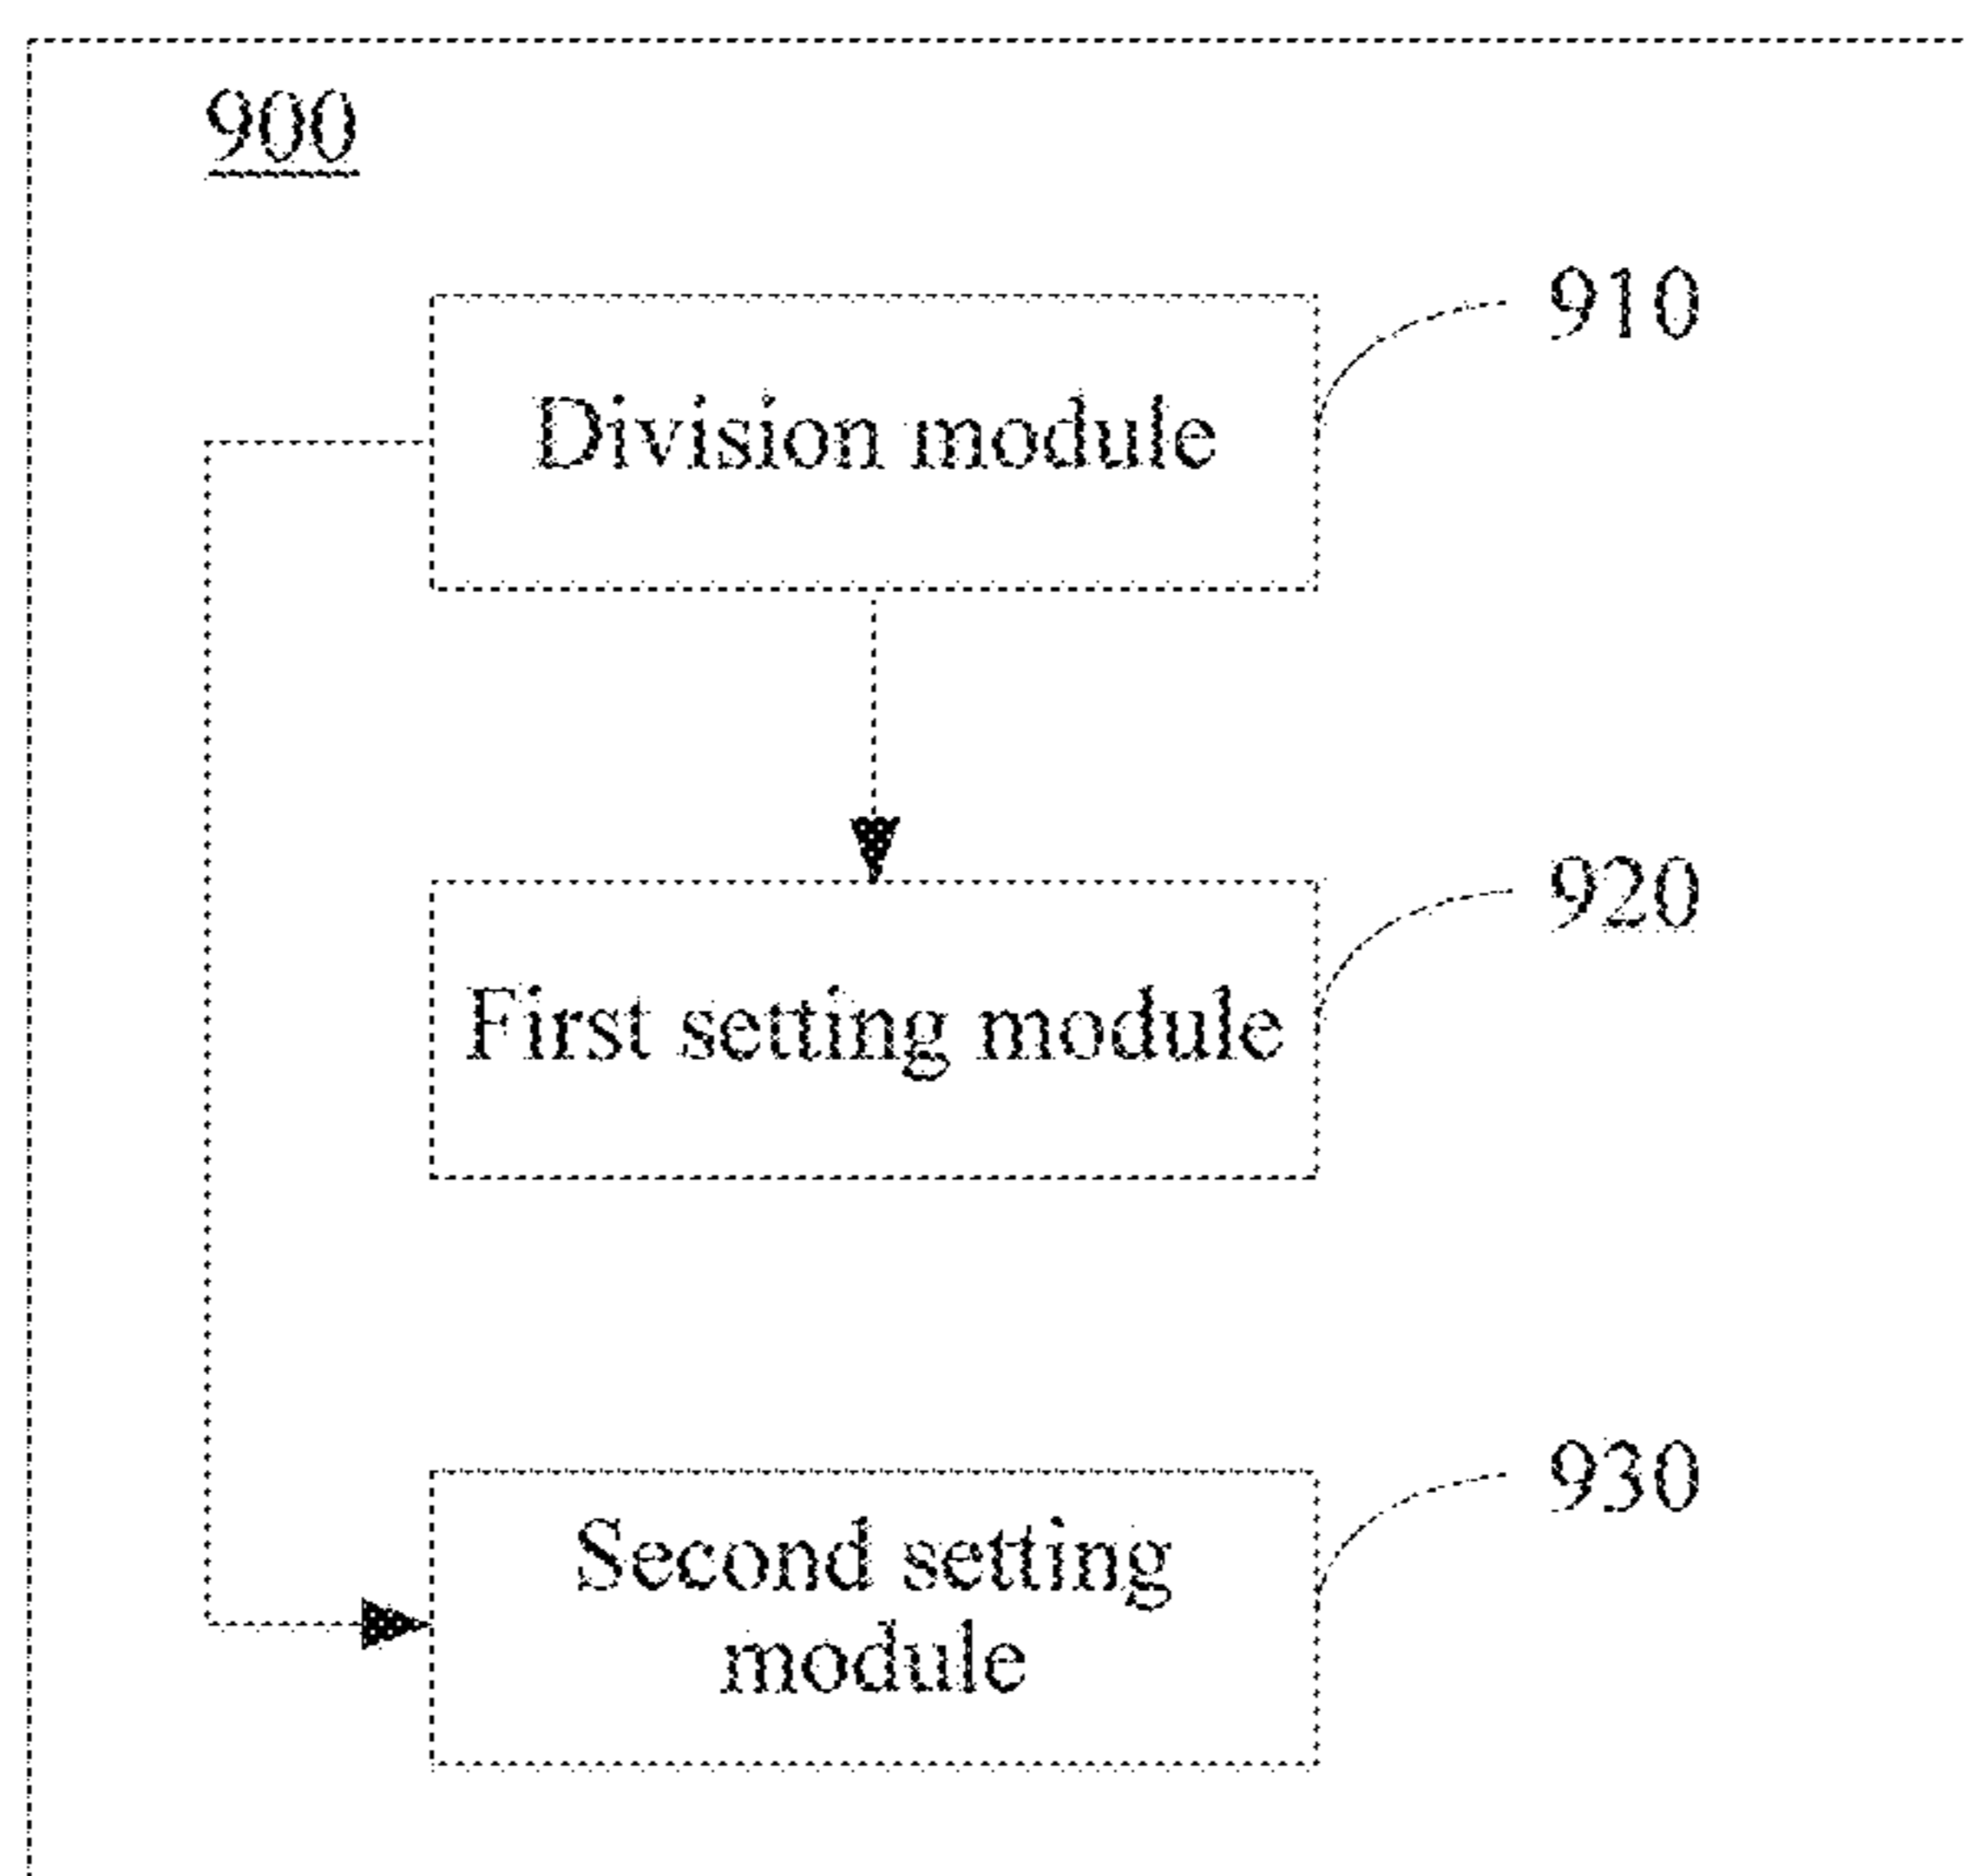 900
910
Division module
920
First setting module
930
Second setting
module